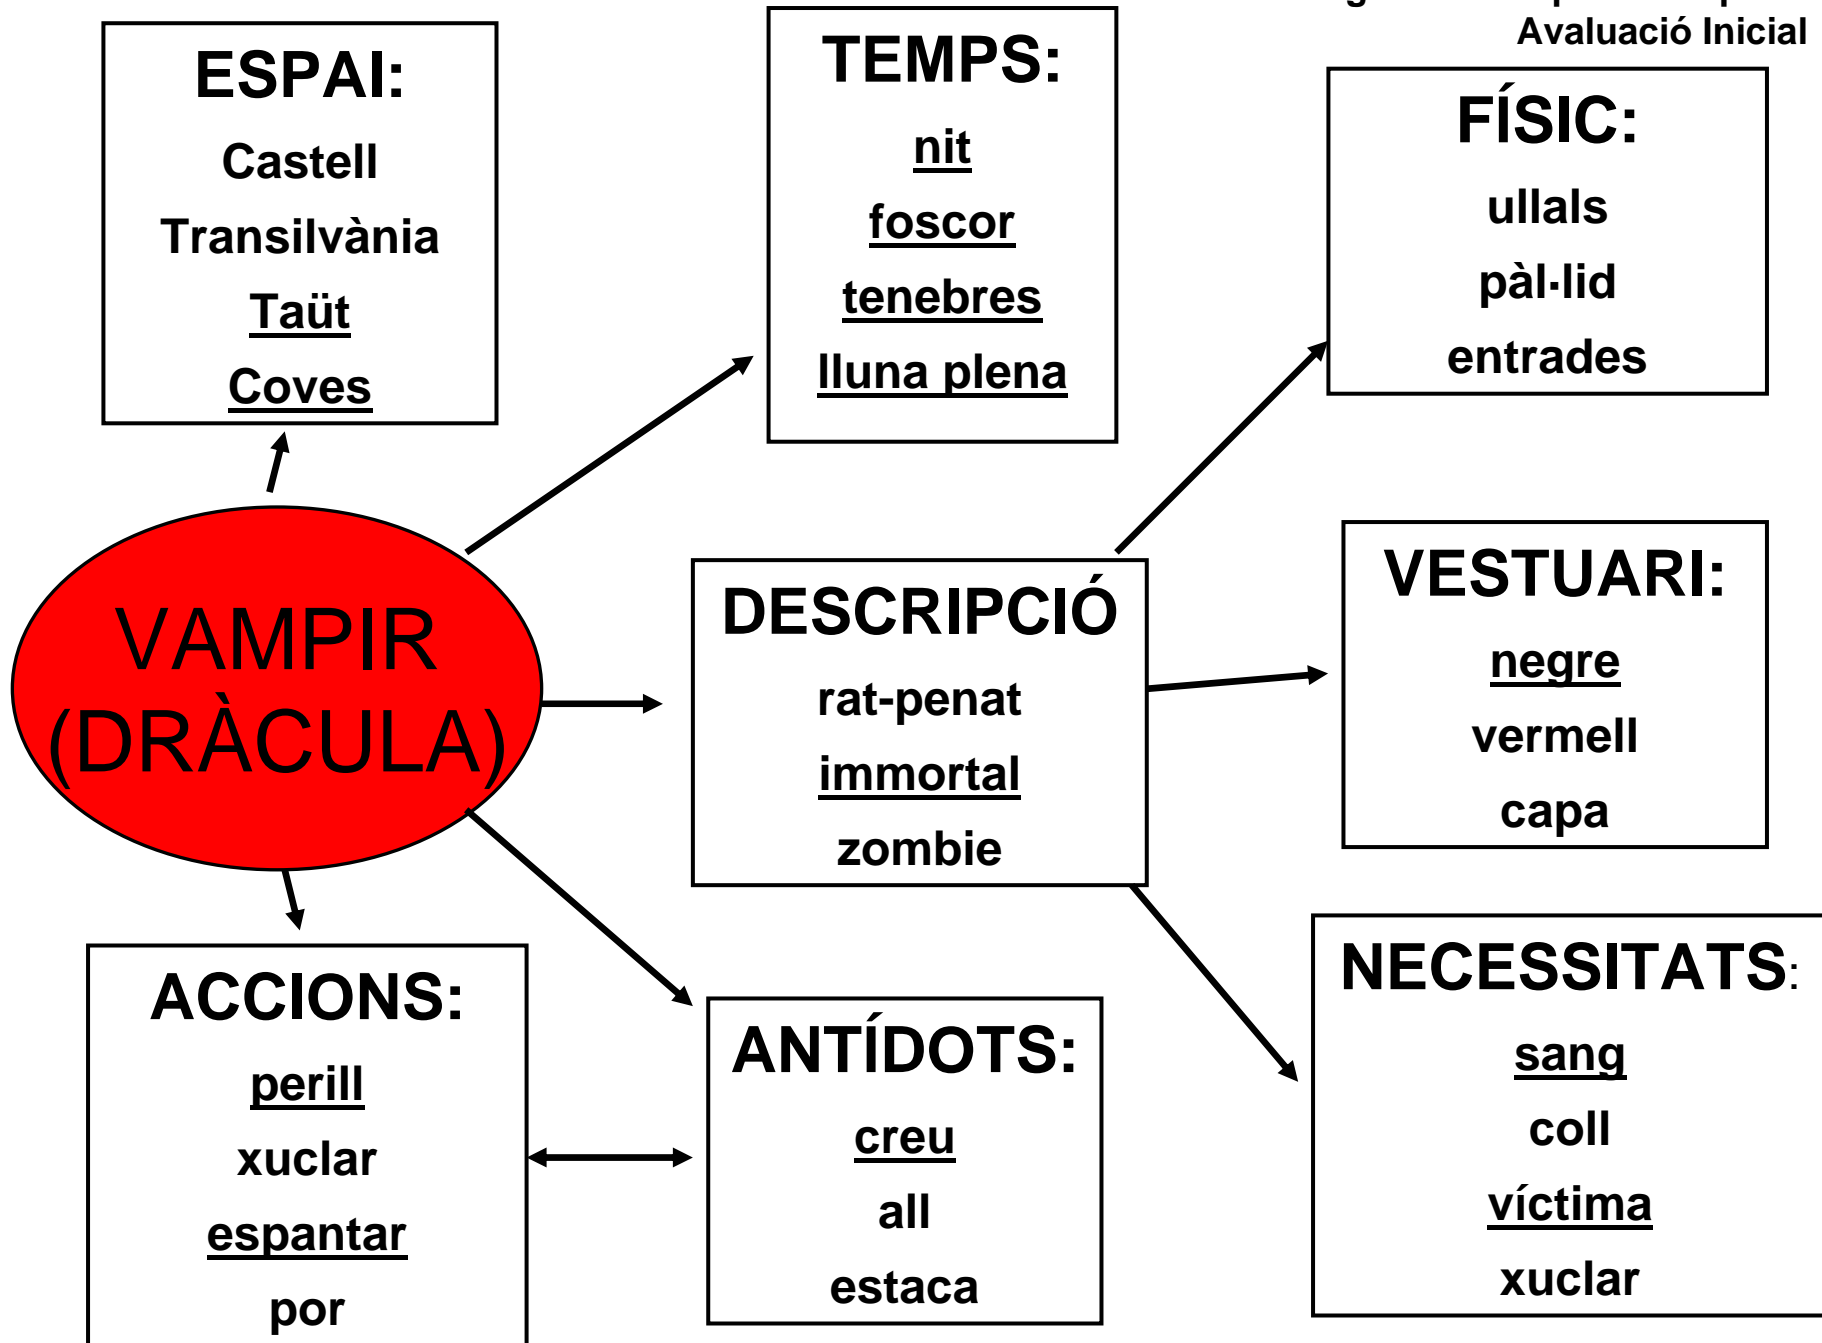 Avaluació Inicial
ESPAI:
Castell
Transilvània
Taüt
Coves
TEMPS:
nit
foscor
tenebres
lluna plena
FÍSIC:
ullals
pàl·lid
entrades
VAMPIR
(DRÀCULA)
DESCRIPCIÓ
rat-penat
immortal
zombie
VESTUARI:
negre
vermell
capa
ACCIONS:
perill
xuclar
espantar
por
ANTÍDOTS:
creu
all
estaca
NECESSITATS:
sang
coll
víctima
xuclar